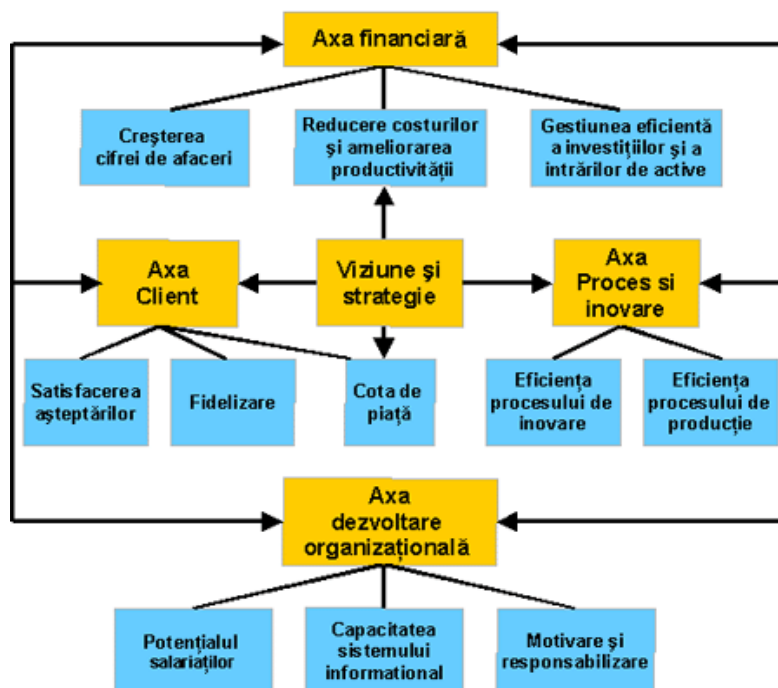 Axa financiară
Creşterea
cifrei de afaceri
Reducere costurilor
şi ameliorarea
productivităţii
Gestiunea eficientă
a investiţiilor şi a
intrărilor de active
Axa
Client
Viziune şi
strategie
Axa
Proces si
inovare
Satisfacerea
aşteptărilor
Fidelizare
Cota de
piaţă
Eficienţa
procesului de
inovare
Eficienţa
procesului de
producţie
Axa
dezvoltare
organizaţională
Potenţialul
salariaţilor
Capacitatea
sistemului
informational
Motivare şi
responsabilizare